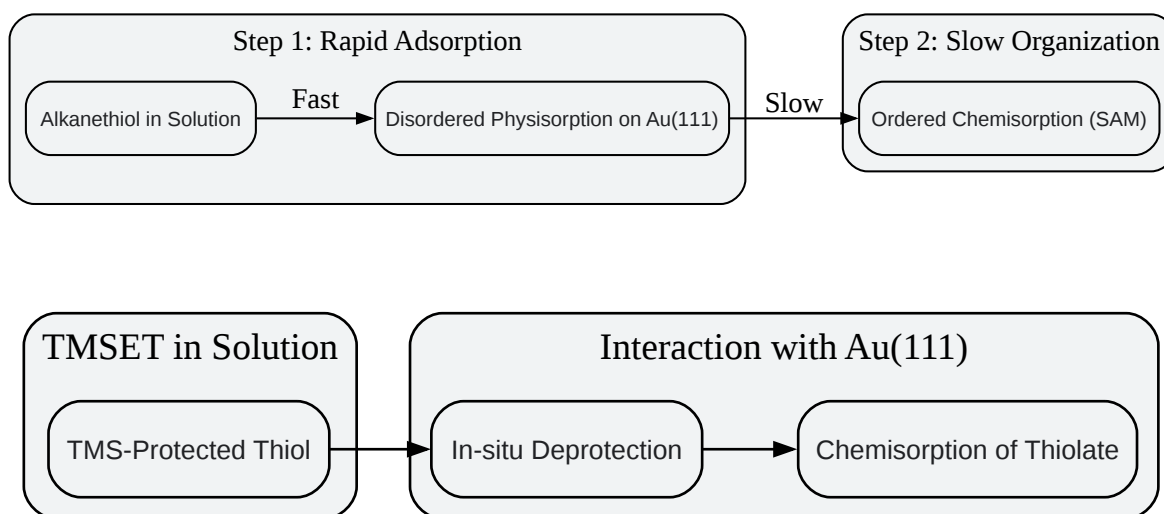 Step 1: Rapid Adsorption
Step 2: Slow Organization
Alkanethiol in Solution
Fast
Disordered Physisorption on Au(111)
Slow
Ordered Chemisorption (SAM)
TMSET in Solution
Interaction with Au(111)
TMS-Protected Thiol
In-situ Deprotection
Chemisorption of Thiolate